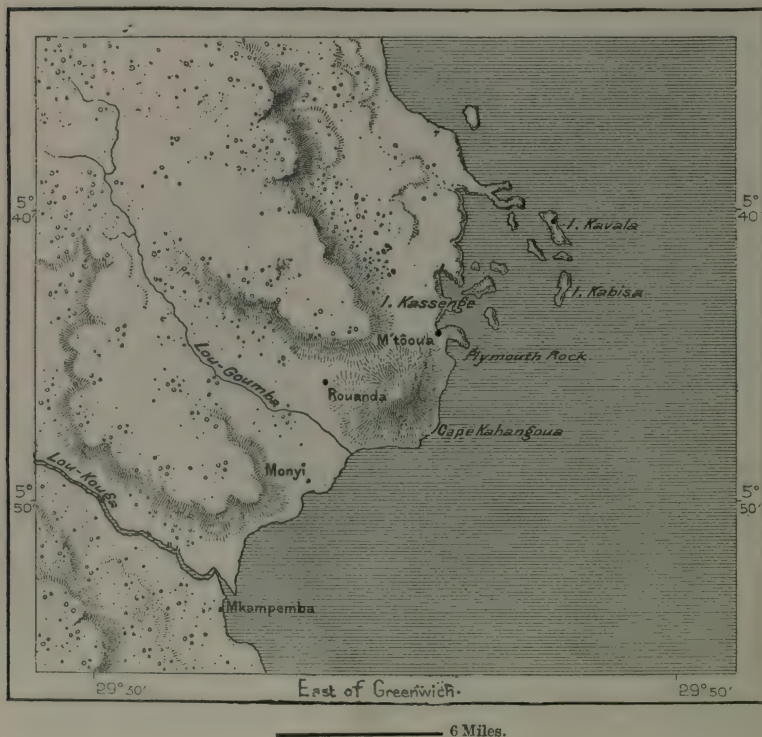 5°
40'
5°
40'
I. Kavala
I. Kabisa
I. Kassenge
M'tôoua
Plymouth Rock
Lou-Goumba
Rouanda
Cape Kahangoua
Lou-Kouga
Monyi
5°
50'
5°
50'
Mkampemba
29°30'
East of Greenwich.
29°50'
6 Miles.